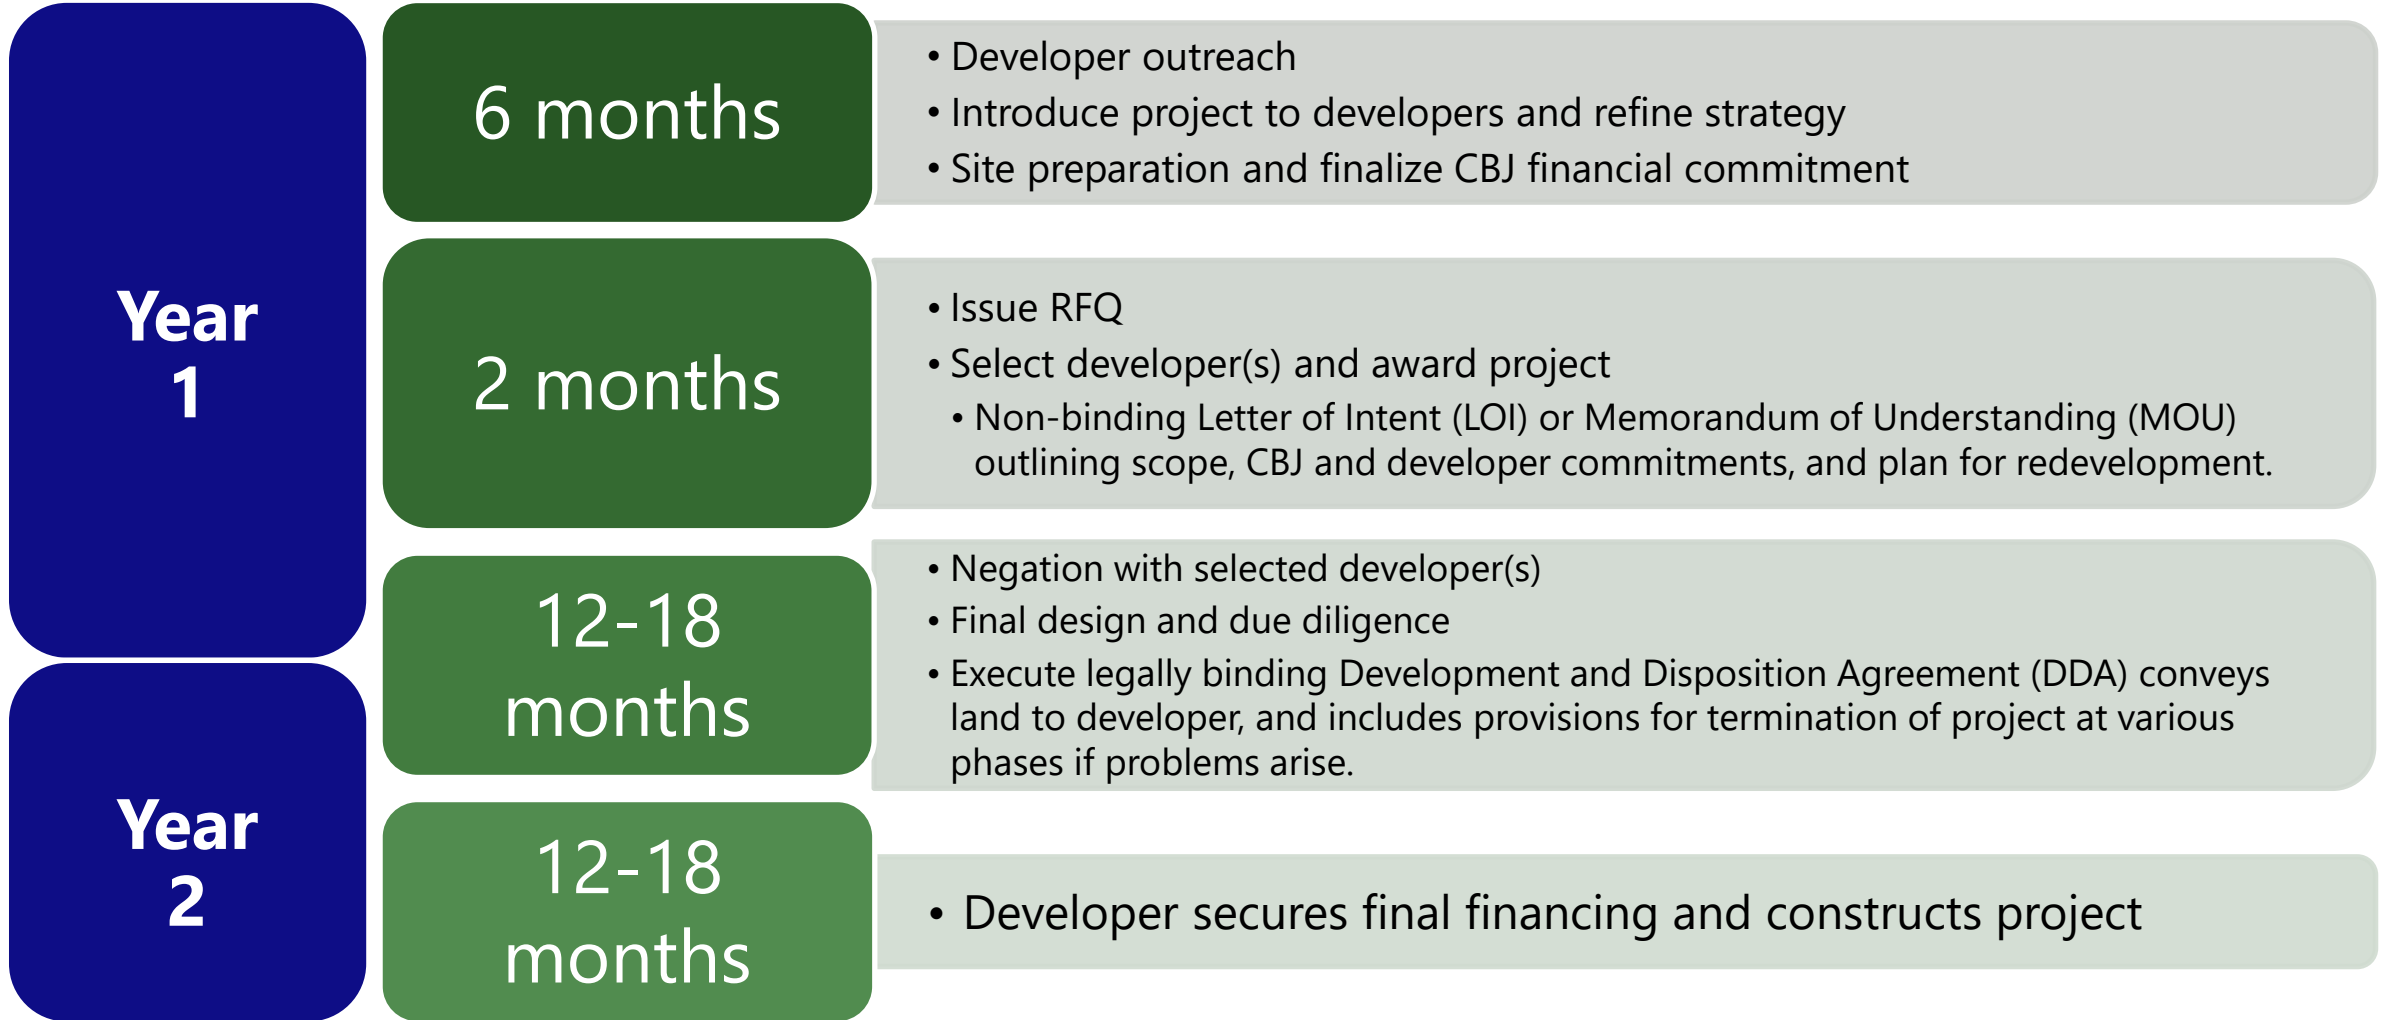 Year
1
6 months
• Developer outreach
• Introduce project to developers and refine strategy
• Site preparation and finalize CBJ financial commitment
2 months
• Issue RFQ
• Select developer(s) and award project
• Non-binding Letter of Intent (LOI) or Memorandum of Understanding (MOU)
outlining scope, CBJ and developer commitments, and plan for redevelopment.
12-18
months
• Negation with selected developer(s)
• Final design and due diligence
• Execute legally binding Development and Disposition Agreement (DDA) conveys
land to developer, and includes provisions for termination of project at various
phases if problems arise.
Year
2
12-18
months
• Developer secures final financing and constructs project